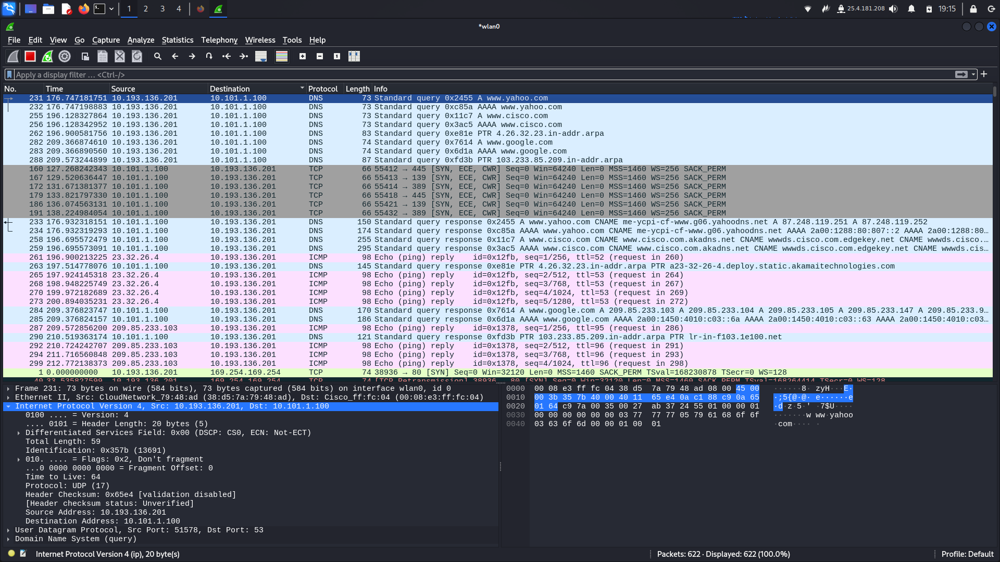 1 2 3 4 25.4.181.208 19:15
*wlan0
File Edit View Go Capture Analyze Statistics Telephony Wireless Tools Help
Apply a display filter … <Ctrl-/>
No. Time Source Destination Protocol Length Info
231 176.747181751 10.193.136.201 10.101.1.100 DNS 73 Standard query 0x2455 A www.yahoo.com
232 176.747198883 10.193.136.201 10.101.1.100 DNS 73 Standard query 0xc85a AAAA www.yahoo.com
255 196.128327864 10.193.136.201 10.101.1.100 DNS 73 Standard query 0x11c7 A www.cisco.com
256 196.128342952 10.193.136.201 10.101.1.100 DNS 73 Standard query 0x3ac5 AAAA www.cisco.com
262 196.900581756 10.193.136.201 10.101.1.100 DNS 83 Standard query 0xe81e PTR 4.26.32.23.in-addr.arpa
282 209.366874610 10.193.136.201 10.101.1.100 DNS 74 Standard query 0x7614 A www.google.com
283 209.366890560 10.193.136.201 10.101.1.100 DNS 74 Standard query 0x6d1a AAAA www.google.com
288 209.573244899 10.193.136.201 10.101.1.100 DNS 87 Standard query 0xfd3b PTR 103.233.85.209.in-addr.arpa
160 127.268242343 10.101.1.100 10.193.136.201 TCP 66 55412 → 445 [SYN, ECE, CWR] Seq=0 Win=64240 Len=0 MSS=1460 WS=256 SACK_PERM
167 129.520636447 10.101.1.100 10.193.136.201 TCP 66 55413 → 139 [SYN, ECE, CWR] Seq=0 Win=64240 Len=0 MSS=1460 WS=256 SACK_PERM
172 131.671381377 10.101.1.100 10.193.136.201 TCP 66 55414 → 389 [SYN, ECE, CWR] Seq=0 Win=64240 Len=0 MSS=1460 WS=256 SACK_PERM
179 133.821797330 10.101.1.100 10.193.136.201 TCP 66 55418 → 445 [SYN, ECE, CWR] Seq=0 Win=64240 Len=0 MSS=1460 WS=256 SACK_PERM
186 136.074563131 10.101.1.100 10.193.136.201 TCP 66 55421 → 139 [SYN, ECE, CWR] Seq=0 Win=64240 Len=0 MSS=1460 WS=256 SACK_PERM
191 138.224984054 10.101.1.100 10.193.136.201 TCP 66 55432 → 389 [SYN, ECE, CWR] Seq=0 Win=64240 Len=0 MSS=1460 WS=256 SACK_PERM
233 176.932318151 10.101.1.100 10.193.136.201 DNS 150 Standard query response 0x2455 A www.yahoo.com CNAME me-ycpi-cf-www.g06.yahoodns.net A 87.248.119.251 A 87.248.119.252
234 176.932319293 10.101.1.100 10.193.136.201 DNS 174 Standard query response 0xc85a AAAA www.yahoo.com CNAME me-ycpi-cf-www.g06.yahoodns.net AAAA 2a00:1288:80:807::2 AAAA 2a00:1288:80…
258 196.695572479 10.101.1.100 10.193.136.201 DNS 255 Standard query response 0x11c7 A www.cisco.com CNAME www.cisco.com.akadns.net CNAME wwwds.cisco.com.edgekey.net CNAME wwwds.cisco.…
259 196.695573091 10.101.1.100 10.193.136.201 DNS 295 Standard query response 0x3ac5 AAAA www.cisco.com CNAME www.cisco.com.akadns.net CNAME wwwds.cisco.com.edgekey.net CNAME wwwds.cis…
261 196.900213225 23.32.26.4 10.193.136.201 ICMP 98 Echo (ping) reply id=0x12fb, seq=1/256, ttl=52 (request in 260)
263 197.514778076 10.101.1.100 10.193.136.201 DNS 145 Standard query response 0xe81e PTR 4.26.32.23.in-addr.arpa PTR a23-32-26-4.deploy.static.akamaitechnologies.com
265 197.924145318 23.32.26.4 10.193.136.201 ICMP 98 Echo (ping) reply id=0x12fb, seq=2/512, ttl=53 (request in 264)
268 198.948225749 23.32.26.4 10.193.136.201 ICMP 98 Echo (ping) reply id=0x12fb, seq=3/768, ttl=53 (request in 267)
270 199.972182689 23.32.26.4 10.193.136.201 ICMP 98 Echo (ping) reply id=0x12fb, seq=4/1024, ttl=53 (request in 269)
273 200.894035231 23.32.26.4 10.193.136.201 ICMP 98 Echo (ping) reply id=0x12fb, seq=5/1280, ttl=53 (request in 272)
284 209.376823747 10.101.1.100 10.193.136.201 DNS 170 Standard query response 0x7614 A www.google.com A 209.85.233.103 A 209.85.233.104 A 209.85.233.105 A 209.85.233.147 A 209.85.233.9…
285 209.376824157 10.101.1.100 10.193.136.201 DNS 186 Standard query response 0x6d1a AAAA www.google.com AAAA 2a00:1450:4010:c03::6a AAAA 2a00:1450:4010:c03::63 AAAA 2a00:1450:4010:c03…
287 209.572856200 209.85.233.103 10.193.136.201 ICMP 98 Echo (ping) reply id=0x1378, seq=1/256, ttl=95 (request in 286)
290 210.519363174 10.101.1.100 10.193.136.201 DNS 121 Standard query response 0xfd3b PTR 103.233.85.209.in-addr.arpa PTR lr-in-f103.1e100.net
292 210.724242707 209.85.233.103 10.193.136.201 ICMP 98 Echo (ping) reply id=0x1378, seq=2/512, ttl=96 (request in 291)
294 211.716560848 209.85.233.103 10.193.136.201 ICMP 98 Echo (ping) reply id=0x1378, seq=3/768, ttl=96 (request in 293)
299 212.772138373 209.85.233.103 10.193.136.201 ICMP 98 Echo (ping) reply id=0x1378, seq=4/1024, ttl=96 (request in 298)
1 0.000000000 10.193.136.201 169.254.169.254 TCP 74 38936 → 80 [SYN] Seq=0 Win=32120 Len=0 MSS=1460 SACK_PERM TSval=168230878 TSecr=0 WS=128
40 33.535827599 10.193.136.201 169.254.169.254 TCP 74 [TCP Retransmission] 38936 → 80 [SYN] Seq=0 Win=32120 Len=0 MSS=1460 SACK_PERM TSval=168264414 TSecr=0 WS=128
Frame 231: 73 bytes on wire (584 bits), 73 bytes captured (584 bits) on interface wlan0, id 0
Ethernet II, Src: CloudNetwork_79:48:ad (38:d5:7a:79:48:ad), Dst: Cisco_ff:fc:04 (00:08:e3:ff:fc:04)
Internet Protocol Version 4, Src: 10.193.136.201, Dst: 10.101.1.100
0100 .... = Version: 4
.... 0101 = Header Length: 20 bytes (5)
Differentiated Services Field: 0x00 (DSCP: CS0, ECN: Not-ECT)
Total Length: 59
Identification: 0x357b (13691)
010. .... = Flags: 0x2, Don't fragment
...0 0000 0000 0000 = Fragment Offset: 0
Time to Live: 64
Protocol: UDP (17)
Header Checksum: 0x65e4 [validation disabled]
[Header checksum status: Unverified]
Source Address: 10.193.136.201
Destination Address: 10.101.1.100
User Datagram Protocol, Src Port: 51578, Dst Port: 53
Domain Name System (query)
0000 00 08 e3 ff fc 04 38 d5 7a 79 48 ad 08 00 45 00 ······8· zyH···E·
0010 00 3b 35 7b 40 00 40 11 65 e4 0a c1 88 c9 0a 65 ·;5{@·@· e······e
0020 01 64 c9 7a 00 35 00 27 ab 37 24 55 01 00 00 01 ·d·z·5·' ·7$U····
0030 00 00 00 00 00 00 03 77 77 77 05 79 61 68 6f 6f ·······w ww·yahoo
0040 03 63 6f 6d 00 00 01 00 01 ·com···· ·
Internet Protocol Version 4 (ip), 20 byte(s)
Packets: 622 · Displayed: 622 (100.0%)
Profile: Default